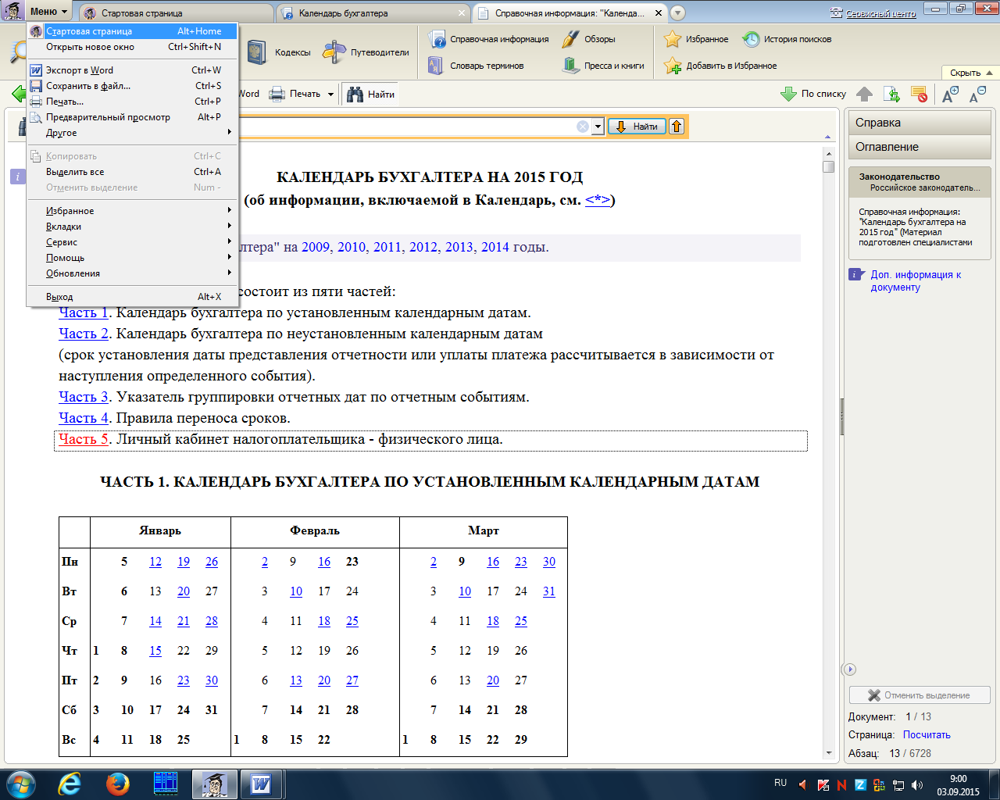 Меню
Стартовая страница
Календарь бухгалтера
Справочная информация: "Календа...
Сервисный центр
Стартовая страница Alt+Home
Открыть новое окно Ctrl+Shift+N
Экспорт в Word Ctrl+W
Сохранить в файл... Ctrl+S
Печать... Ctrl+P
Предварительный просмотр Alt+P
Другое
Копировать Ctrl+C
Выделить все Ctrl+A
Отменить выделение Num -
Избранное
Вкладки
Сервис
Помощь
Обновления
Выход Alt+X
Кодексы
Путеводители
Справочная информация
Словарь терминов
Обзоры
Пресса и книги
Избранное
История поисков
Добавить в Избранное
Скрыть
Word
Печать
Найти
По списку
Найти
КАЛЕНДАРЬ БУХГАЛТЕРА НА 2015 ГОД
(об информации, включаемой в Календарь, см. <*>)
тера" на 2009, 2010, 2011, 2012, 2013, 2014 годы.
состоит из пяти частей:
Часть 1. Календарь бухгалтера по установленным календарным датам.
Часть 2. Календарь бухгалтера по неустановленным календарным датам
(срок установления даты представления отчетности или уплаты платежа рассчитывается в зависимости от
наступления определенного события).
Часть 3. Указатель группировки отчетных дат по отчетным событиям.
Часть 4. Правила переноса сроков.
Часть 5. Личный кабинет налогоплательщика - физического лица.
ЧАСТЬ 1. КАЛЕНДАРЬ БУХГАЛТЕРА ПО УСТАНОВЛЕННЫМ КАЛЕНДАРНЫМ ДАТАМ
Январь Февраль Март
Пн 5 12 19 26 2 9 16 23 2 9 16 23 30
Вт 6 13 20 27 3 10 17 24 3 10 17 24 31
Ср 7 14 21 28 4 11 18 25 4 11 18 25
Чт 1 8 15 22 29 5 12 19 26 5 12 19 26
Пт 2 9 16 23 30 6 13 20 27 6 13 20 27
Сб 3 10 17 24 31 7 14 21 28 7 14 21 28
Вс 4 11 18 25 1 8 15 22 1 8 15 22 29
Справка
Оглавление
Законодательство
Российское законодатель...
Справочная информация:
"Календарь бухгалтера на
2015 год" (Материал
подготовлен специалистами
Доп. информация к
документу
Отменить выделение
Документ: 1 / 13
Страница: Посчитать
Абзац: 13 / 6728
RU
9:00
03.09.2015